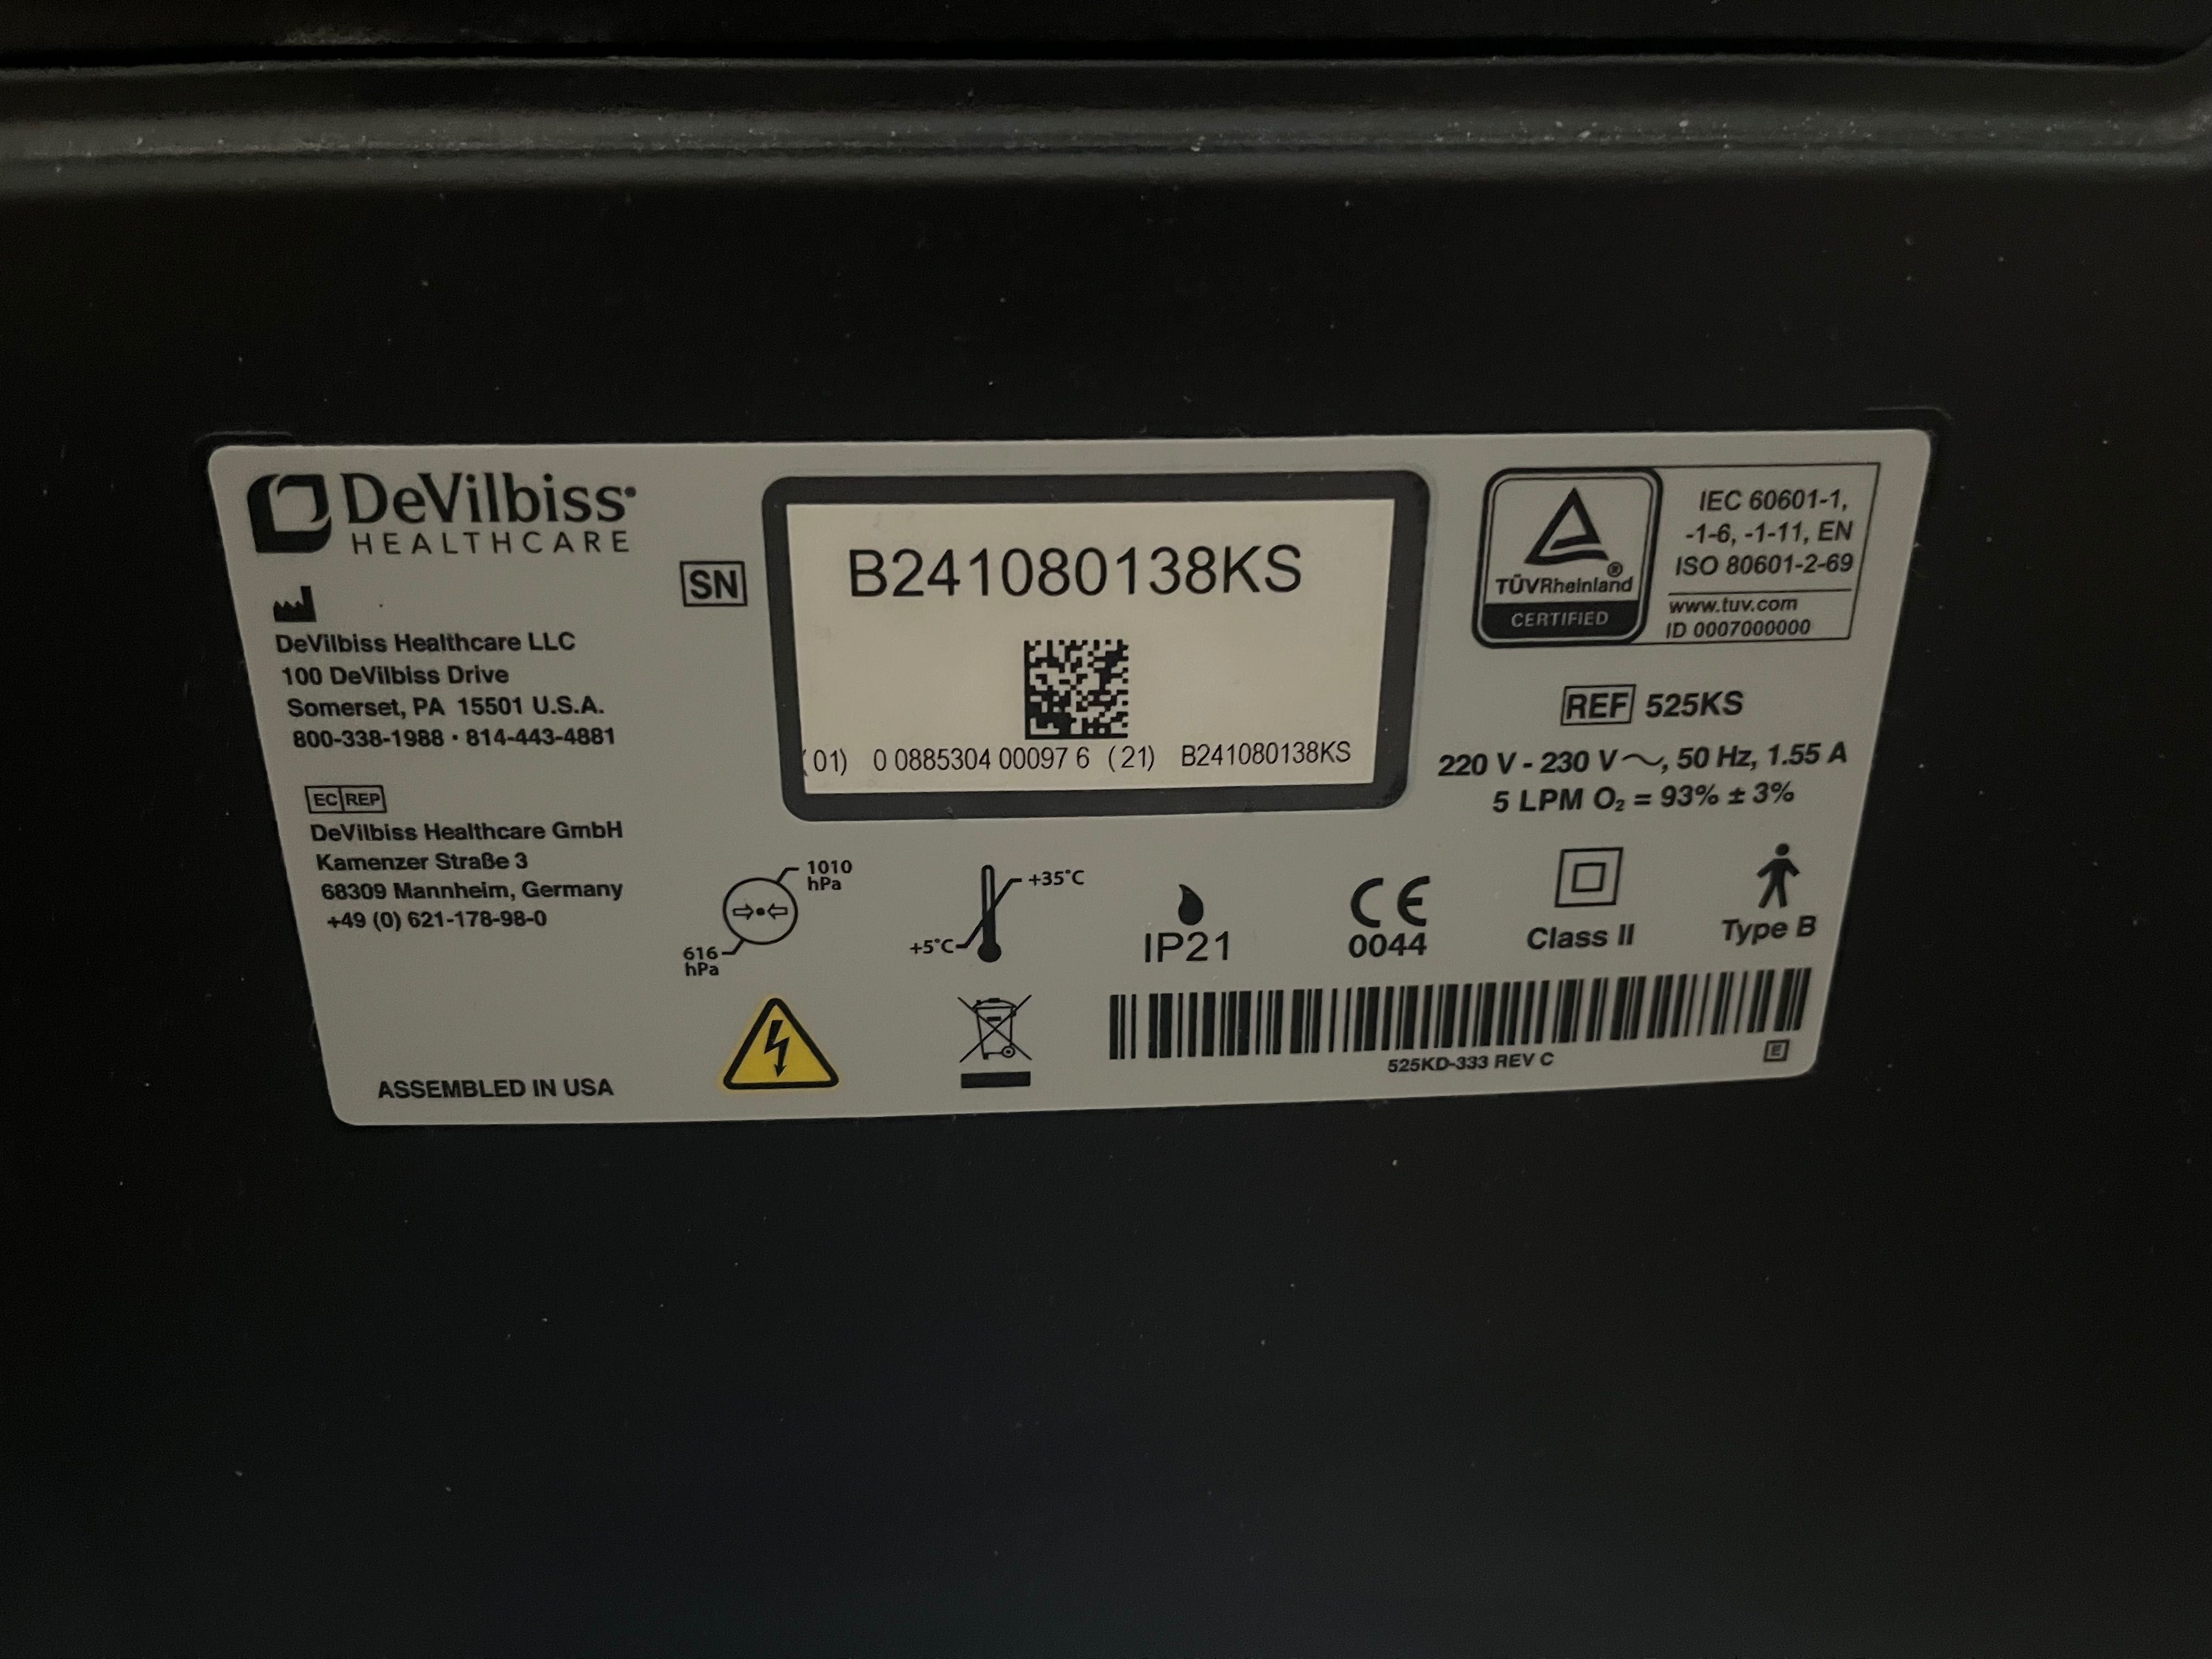 DeVilbiss
HEALTHCARE
DeVilbiss Healthcare LLC
100 DeVilbiss Drive
Somerset, PA 15501 U.S.A.
800-338-1988 · 814-443-4881
EC REP
DeVilbiss Healthcare GmbH
Kamenzer Straße 3
68309 Mannheim, Germany
+49 (0) 621-178-98-0
ASSEMBLED IN USA
SN
B241080138KS
(01) 0 0885304 00097 6 (21) B241080138KS
TÜVRheinland®
CERTIFIED
IEC 60601-1,
-1-6, -1-11, EN
ISO 80601-2-69
www.tuv.com
ID 0007000000
REF 525KS
220 V - 230 V ~, 50 Hz, 1.55 A
5 LPM O₂ = 93% ± 3%
1010
hPa
616
hPa
+35°C
+5°C
IP21
CE
0044
Class II
Type B
525KD-333 REV C
E